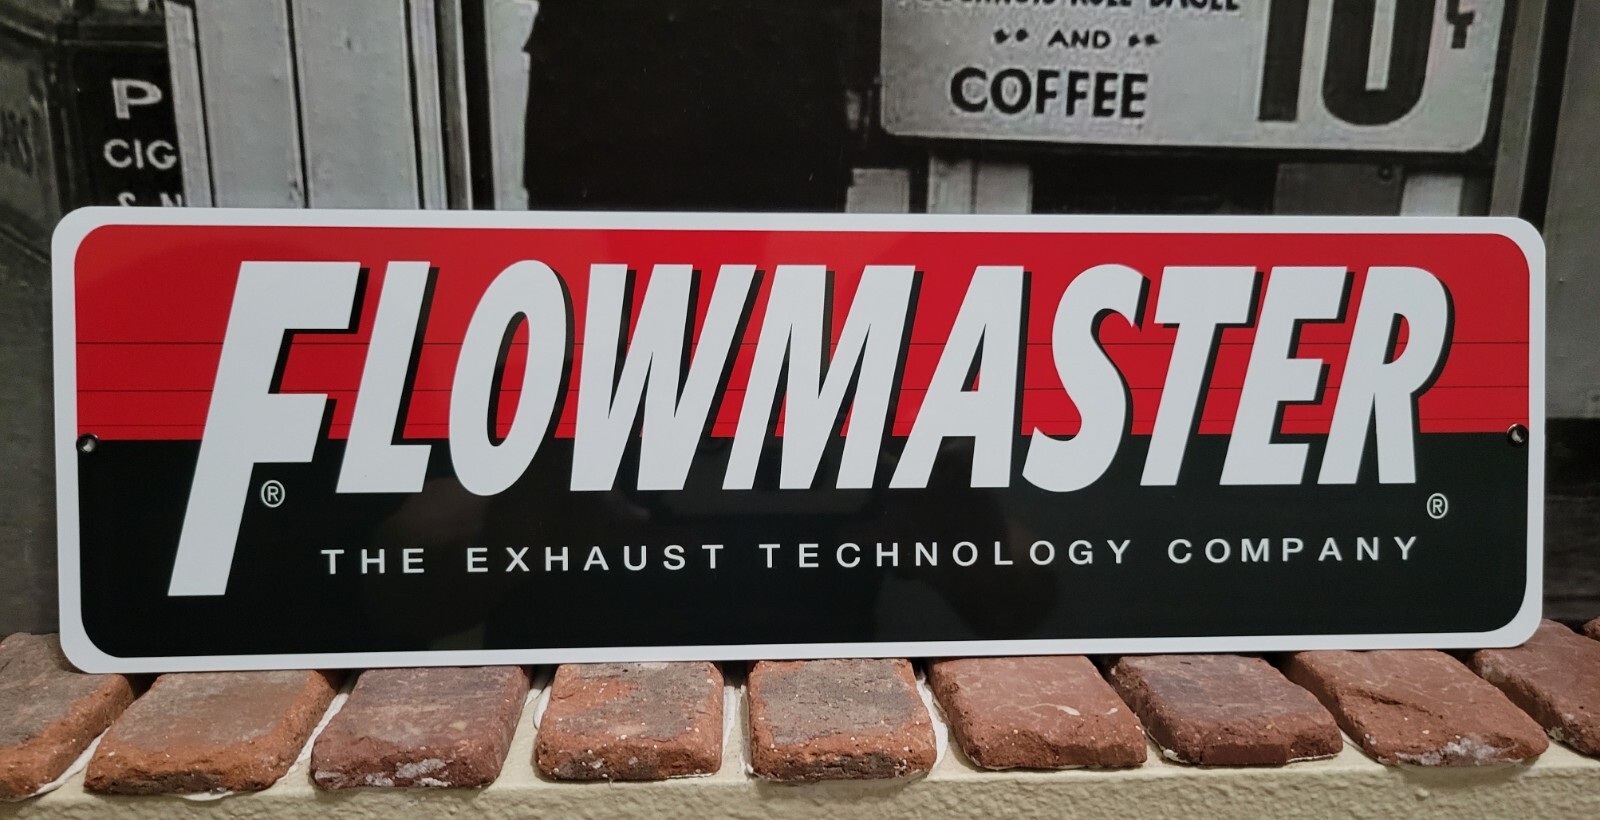 AND
COFFEE
10¢
P
CIG
FLOWMASTER
®
®
THE EXHAUST TECHNOLOGY COMPANY